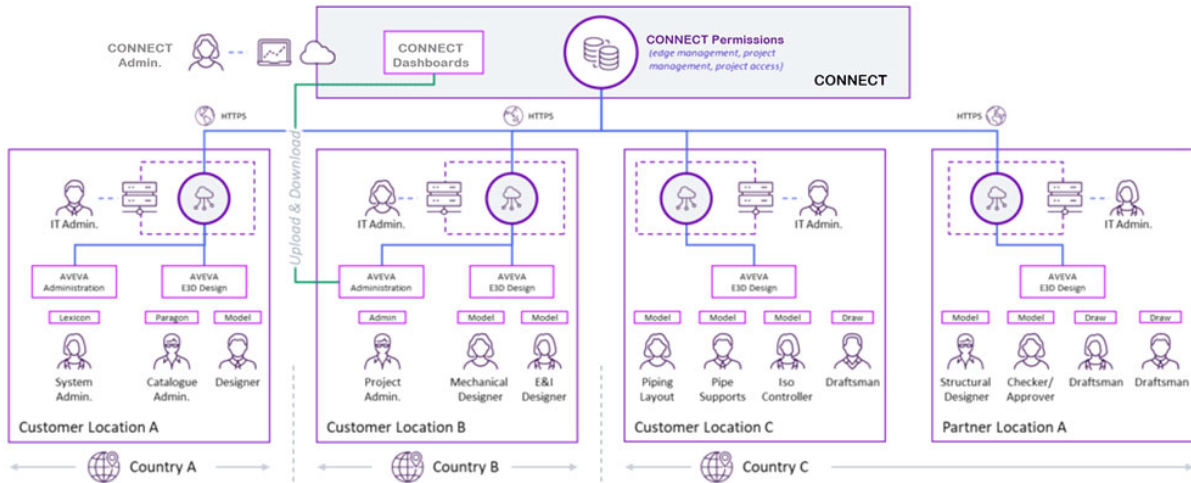 CONNECT
Admin.
CONNECT
Dashboards
CONNECT Permissions
(edge management, project
management, project access)
CONNECT
HTTPS
HTTPS
HTTPS
Upload & Download
IT Admin.
AVEVA
Administration
AVEVA
E3D Design
Lexicon
Paragon
Model
System
Admin.
Catalogue
Admin.
Designer
Customer Location A
IT Admin.
AVEVA
Administration
AVEVA
E3D Design
Admin
Model
Model
Project
Admin.
Mechanical
Designer
E&I
Designer
Customer Location B
IT Admin.
AVEVA
E3D Design
Model
Model
Model
Draw
Piping
Layout
Pipe
Supports
Iso
Controller
Draftsman
Customer Location C
IT Admin.
AVEVA
E3D Design
Model
Model
Draw
Draw
Structural
Designer
Checker/
Approver
Draftsman
Draftsman
Partner Location A
Country A
Country B
Country C